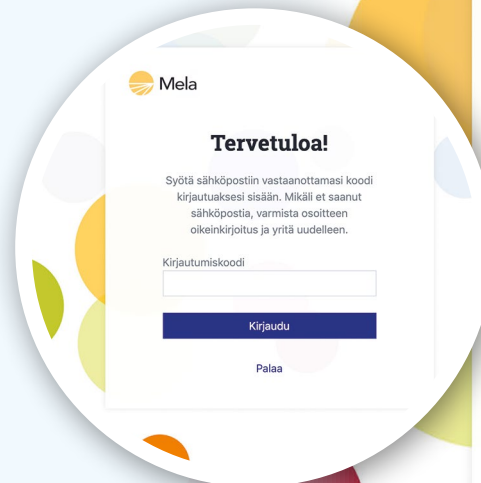 Mela
Tervetuloa!
Syötä sähköpostiin vastaanottamasi koodi
kirjautuaksesi sisään. Mikäli et saanut
sähköpostia, varmista osoitteen
oikeinkirjoitus ja yritä uudelleen.
Kirjautumiskoodi
Kirjaudu
Palaa